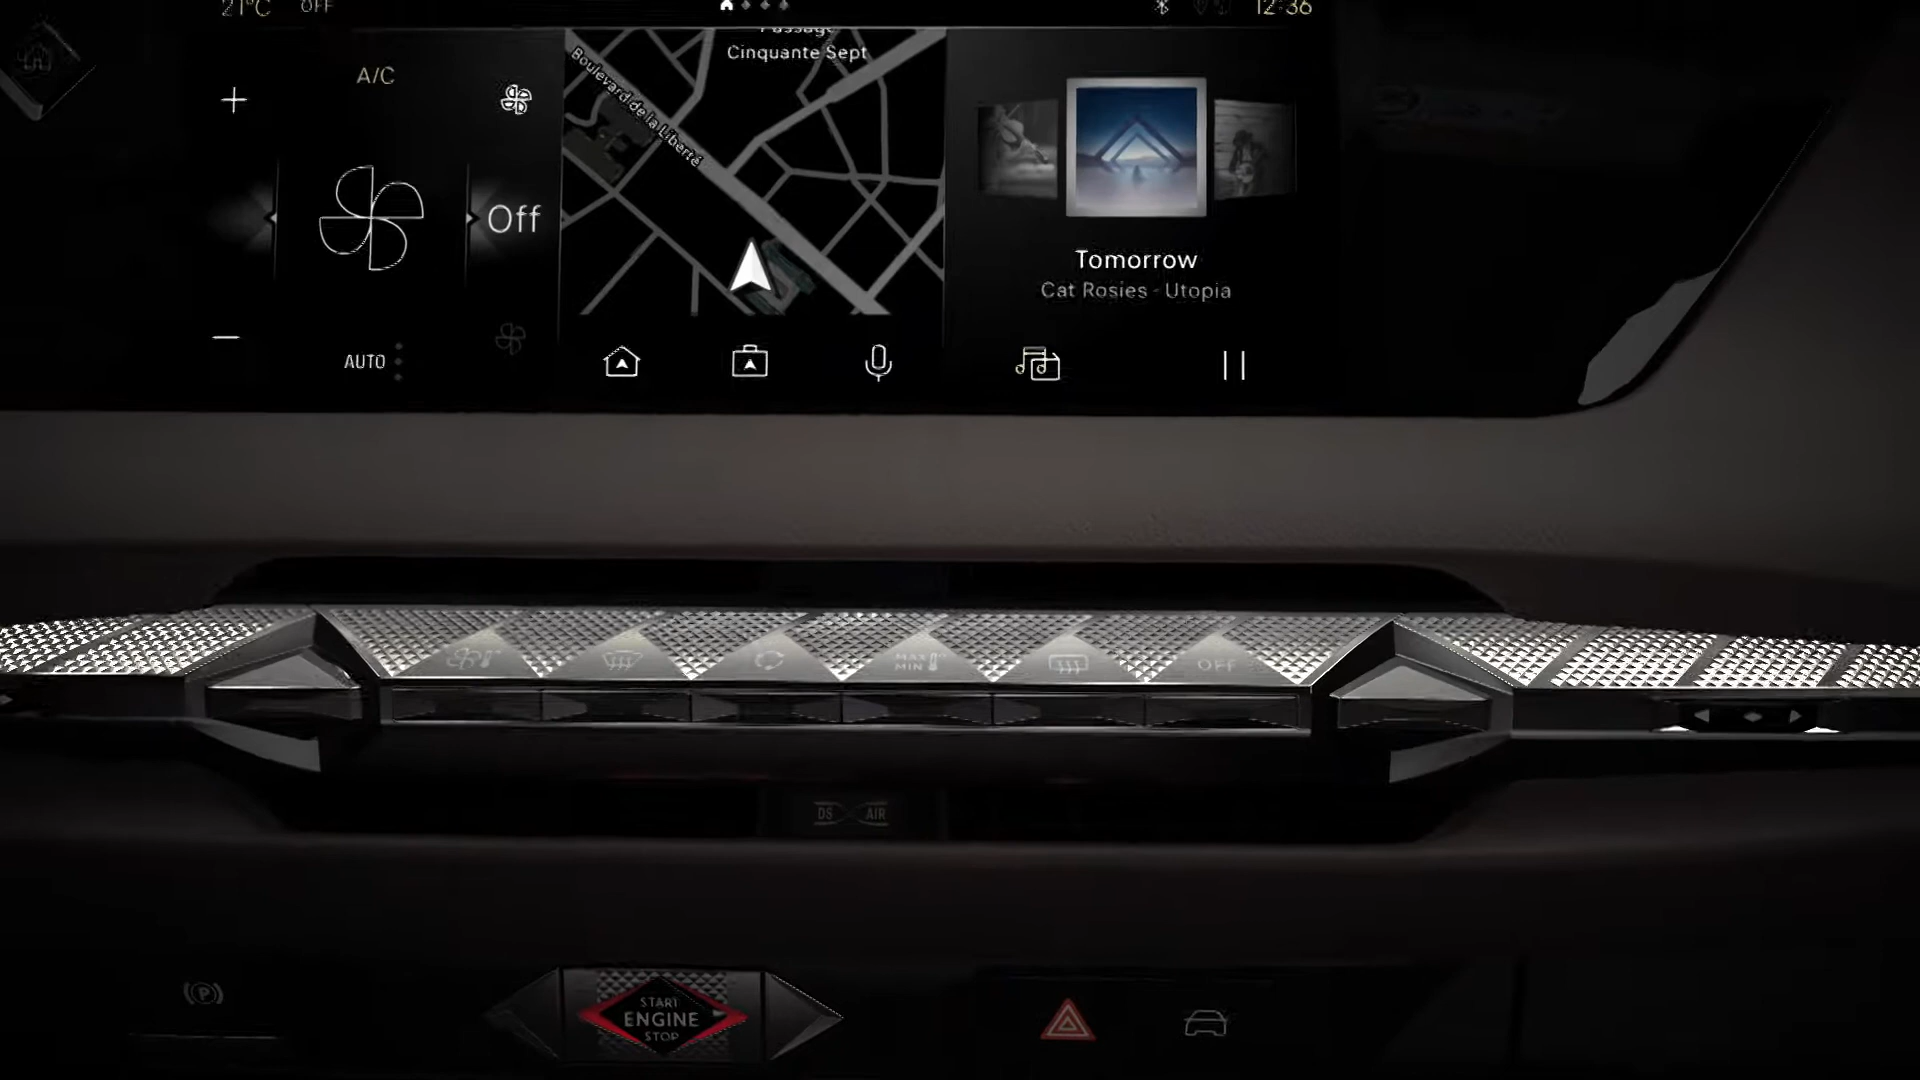 21°C OFF
12:36
A/C
Passage
Cinquante Sept
Boulevard de la Liberté
Off
Tomorrow
Cat Rosies - Utopia
AUTO
MAX
MIN
OFF
DS AIR
P
START
ENGINE
STOP